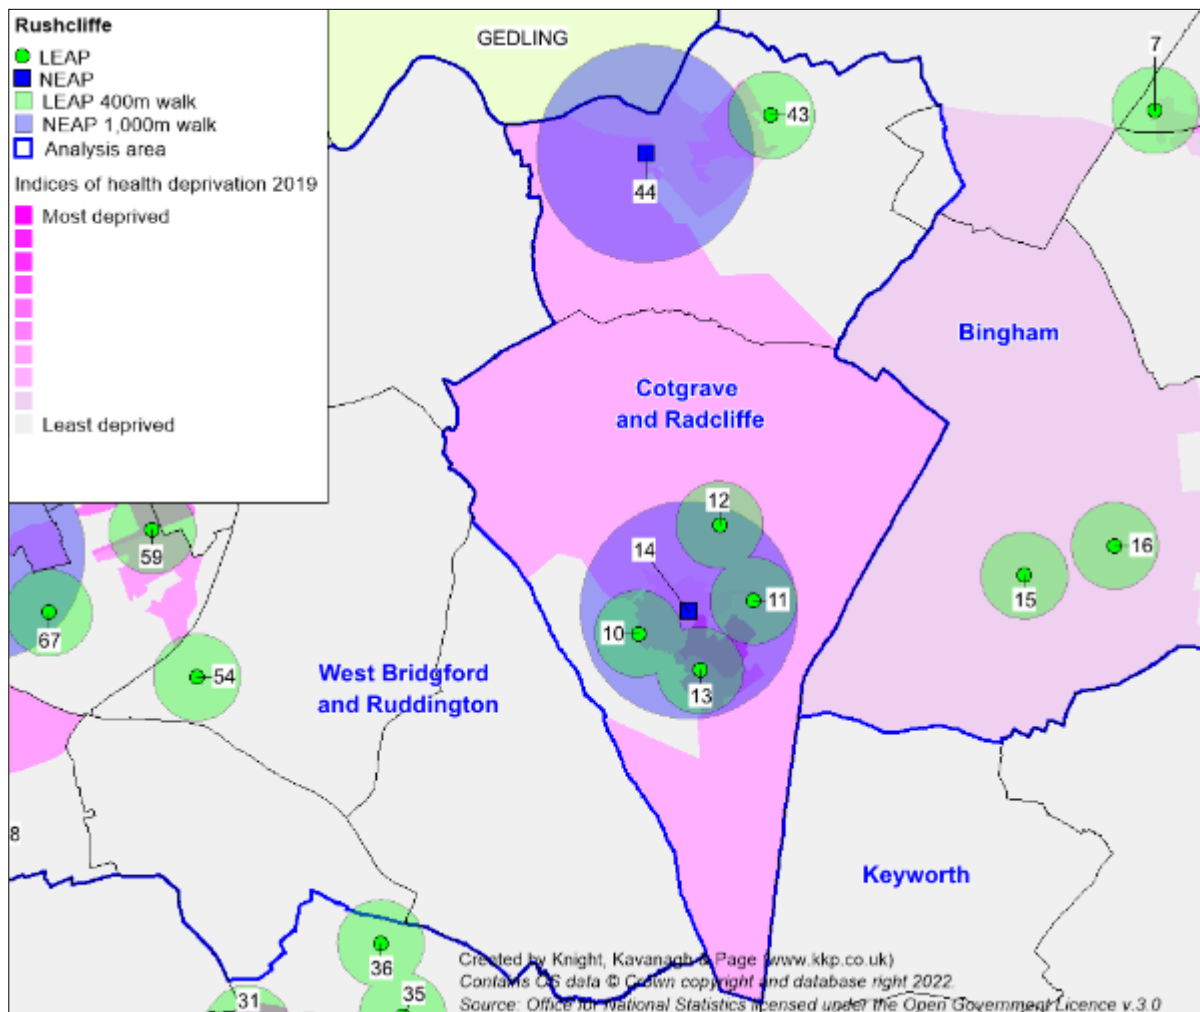 Rushcliffe
LEAP
NEAP
LEAP 400m walk
NEAP 1,000m walk
Analysis area
Indices of health deprivation 2019
Most deprived
Least deprived
GEDLING
7
43
44
Bingham
Cotgrave
and Radcliffe
12
14
16
59
15
11
10
67
54
13
West Bridgford
and Ruddington
8
Keyworth
36
35
31
Created by Knight, Kavanagh & Page (www.kkp.co.uk)
Contains OS data © Crown copyright and database right 2022.
Source: Office for National Statistics licensed under the Open Government Licence v.3.0